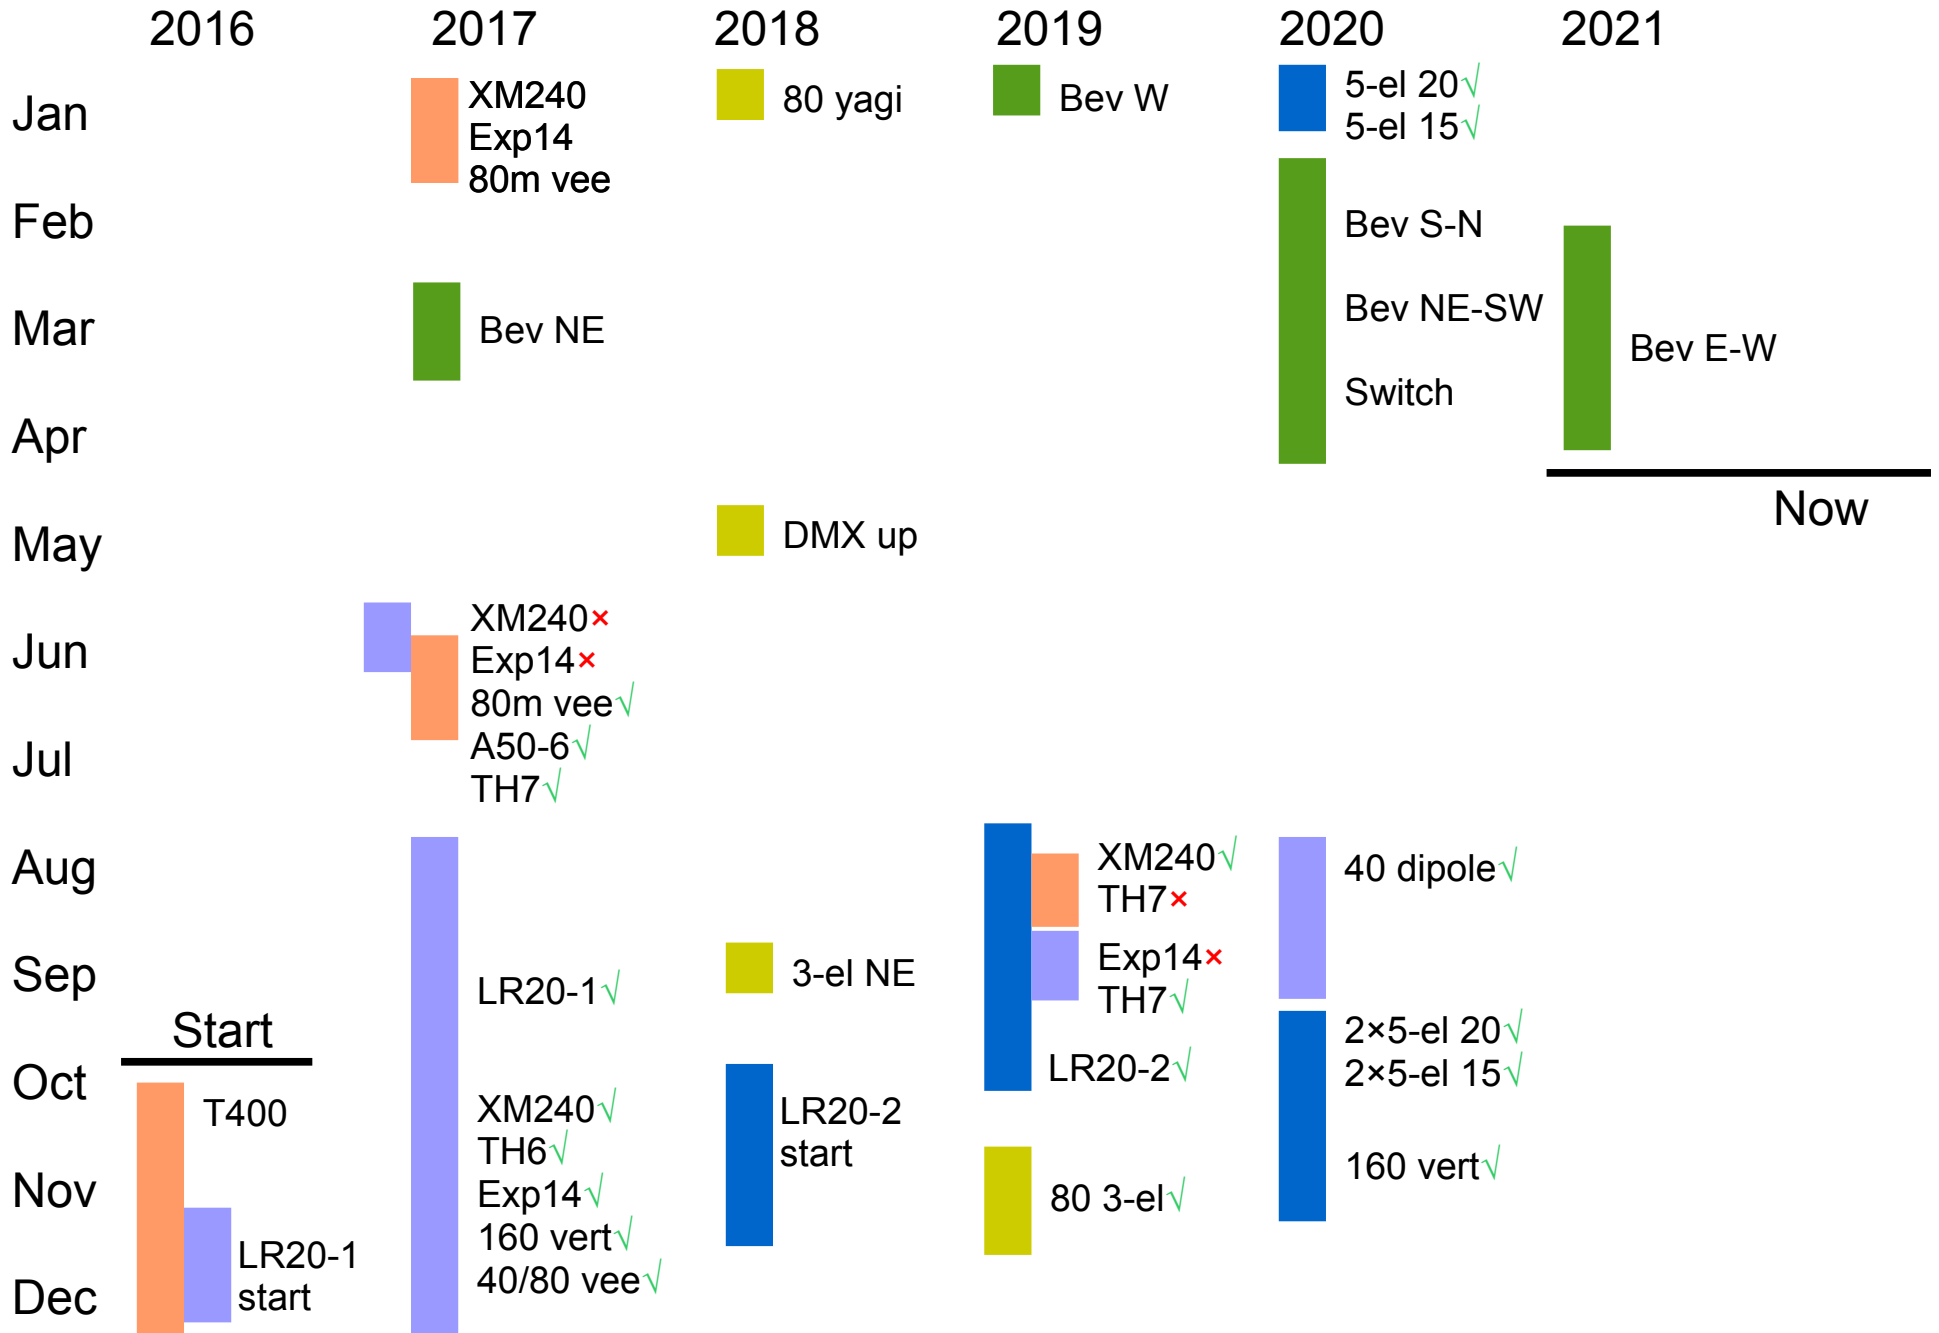 2016 2017 2018 2019 2020 2021
Jan
Feb
Mar
Apr
May
Jun
Jul
Aug
Sep
Oct
Nov
Dec
Start
T400
LR20-1
start
XM240
Exp14
80m vee
Bev NE
XM240×
Exp14×
80m vee√
A50-6√
TH7√
LR20-1√
XM240√
TH6√
Exp14√
160 vert√
40/80 vee√
80 yagi
DMX up
3-el NE
LR20-2
start
Bev W
XM240√
TH7×
Exp14×
TH7√
LR20-2√
80 3-el√
5-el 20√
5-el 15√
Bev S-N
Bev NE-SW
Switch
40 dipole√
2×5-el 20√
2×5-el 15√
160 vert√
Bev E-W
Now